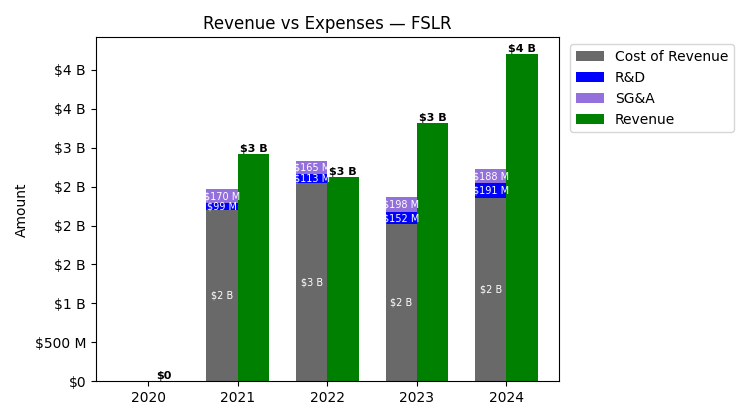 Revenue vs Expenses — FSLR
Amount
$4 B
$4 B
$3 B
$2 B
$2 B
$2 B
$1 B
$500 M
$0
$0
$170 M
$99 M
$2 B
$3 B
$165 M
$113 M
$3 B
$3 B
$198 M
$152 M
$2 B
$3 B
$188 M
$191 M
$2 B
$4 B
2020
2021
2022
2023
2024
Cost of Revenue
R&D
SG&A
Revenue